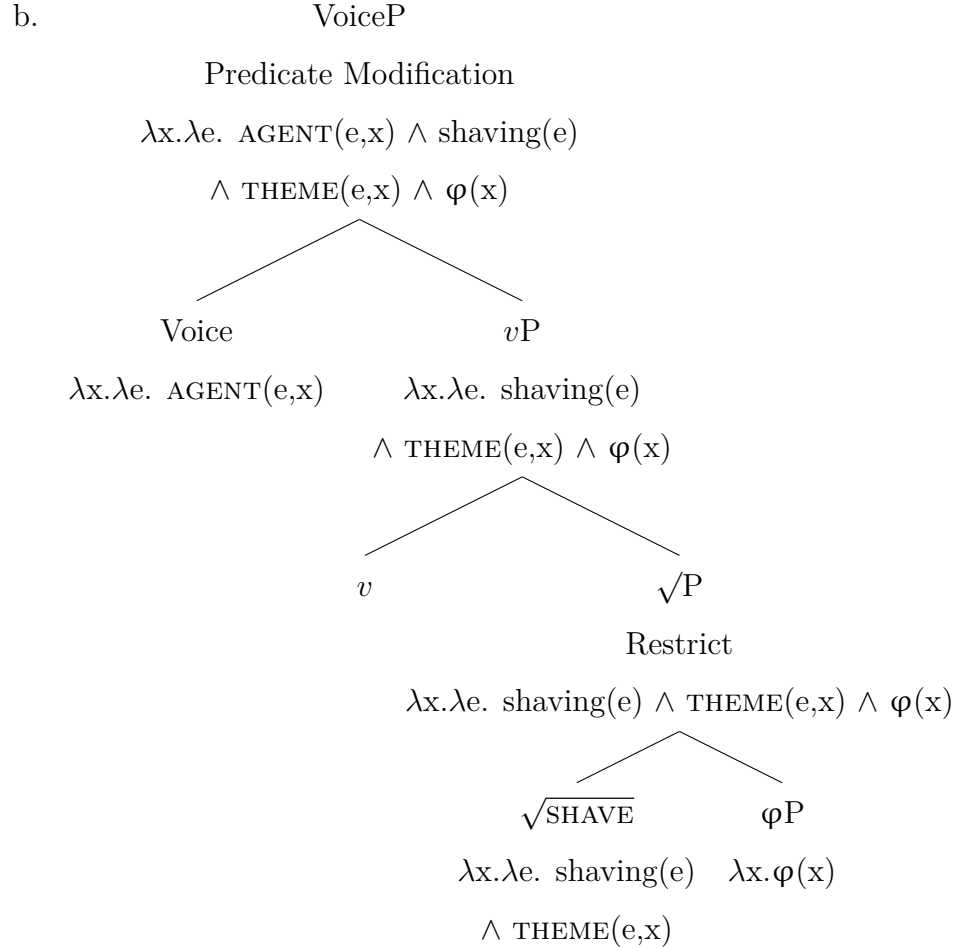 b. VoiceP
Predicate Modification
λx.λe. AGENT(e,x) ∧ shaving(e)
∧ THEME(e,x) ∧ φ(x)
Voice vP
λx.λe. AGENT(e,x) λx.λe. shaving(e)
∧ THEME(e,x) ∧ φ(x)
v √P
Restrict
λx.λe. shaving(e) ∧ THEME(e,x) ∧ φ(x)
√SHAVE φP
λx.λe. shaving(e) λx.φ(x)
∧ THEME(e,x)